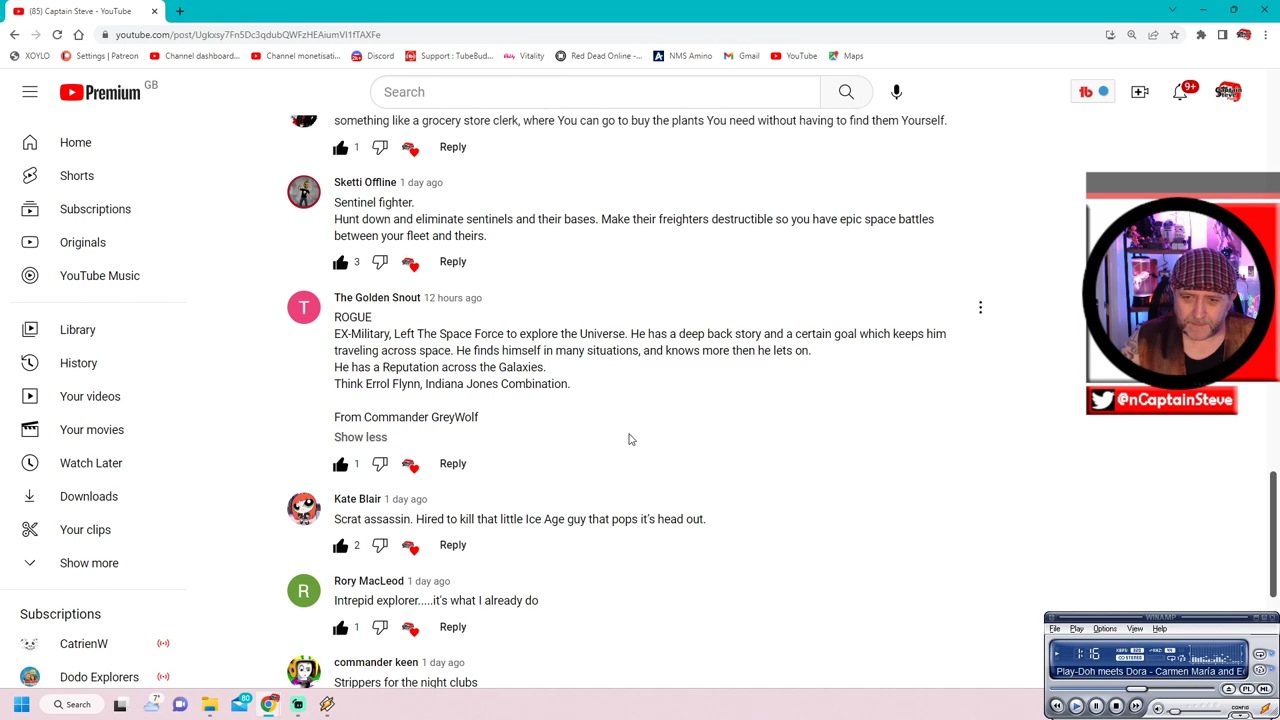 (85) Captain Steve - YouTube
youtube.com/post/Ugkxsy7Fn5Dc3qdubQWFzHEAiumVI1fTAXFe
XOYLO
Settings | Patreon
Channel dashboard...
Channel monetisati...
Discord
Support : TubeBud...
Vitality
Red Dead Online -...
NMS Amino
Gmail
YouTube
Maps
Premium GB
Search
tb
9+
Home
Shorts
Subscriptions
Originals
YouTube Music
Library
History
Your videos
Your movies
Watch Later
Downloads
Your clips
Show more
Subscriptions
CatrienW
Dodo Explorers
something like a grocery store clerk, where You can go to buy the plants You need without having to find them Yourself.
1 Reply
Sketti Offline 1 day ago
Sentinel fighter.
Hunt down and eliminate sentinels and their bases. Make their freighters destructible so you have epic space battles
between your fleet and theirs.
3 Reply
T
The Golden Snout 12 hours ago
ROGUE
EX-Military, Left The Space Force to explore the Universe. He has a deep back story and a certain goal which keeps him
traveling across space. He finds himself in many situations, and knows more then he lets on.
He has a Reputation across the Galaxies.
Think Errol Flynn, Indiana Jones Combination.
From Commander GreyWolf
Show less
1 Reply
Kate Blair 1 day ago
Scrat assassin. Hired to kill that little Ice Age guy that pops it's head out.
2 Reply
R
Rory MacLeod 1 day ago
Intrepid explorer.....it's what I already do
1 Reply
commander keen 1 day ago
Strippers for the night clubs
@nCaptainSteve
WINAMP
File Play Options View Help
1:15
Play-Doh meets Dora - Carmen Maria and E
PL
ML
CONFIG
7°
Search
80